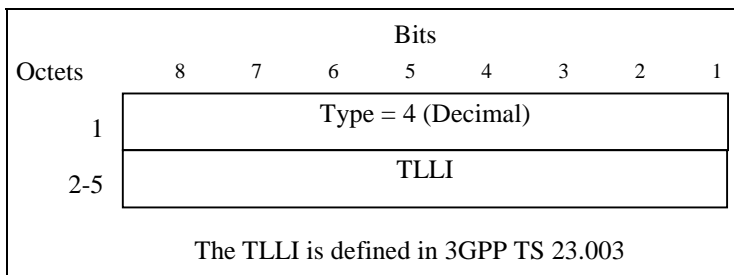 Bits
Octets 8 7 6 5 4 3 2 1
1 Type = 4 (Decimal)
2-5 TLLI
The TLLI is defined in 3GPP TS 23.003